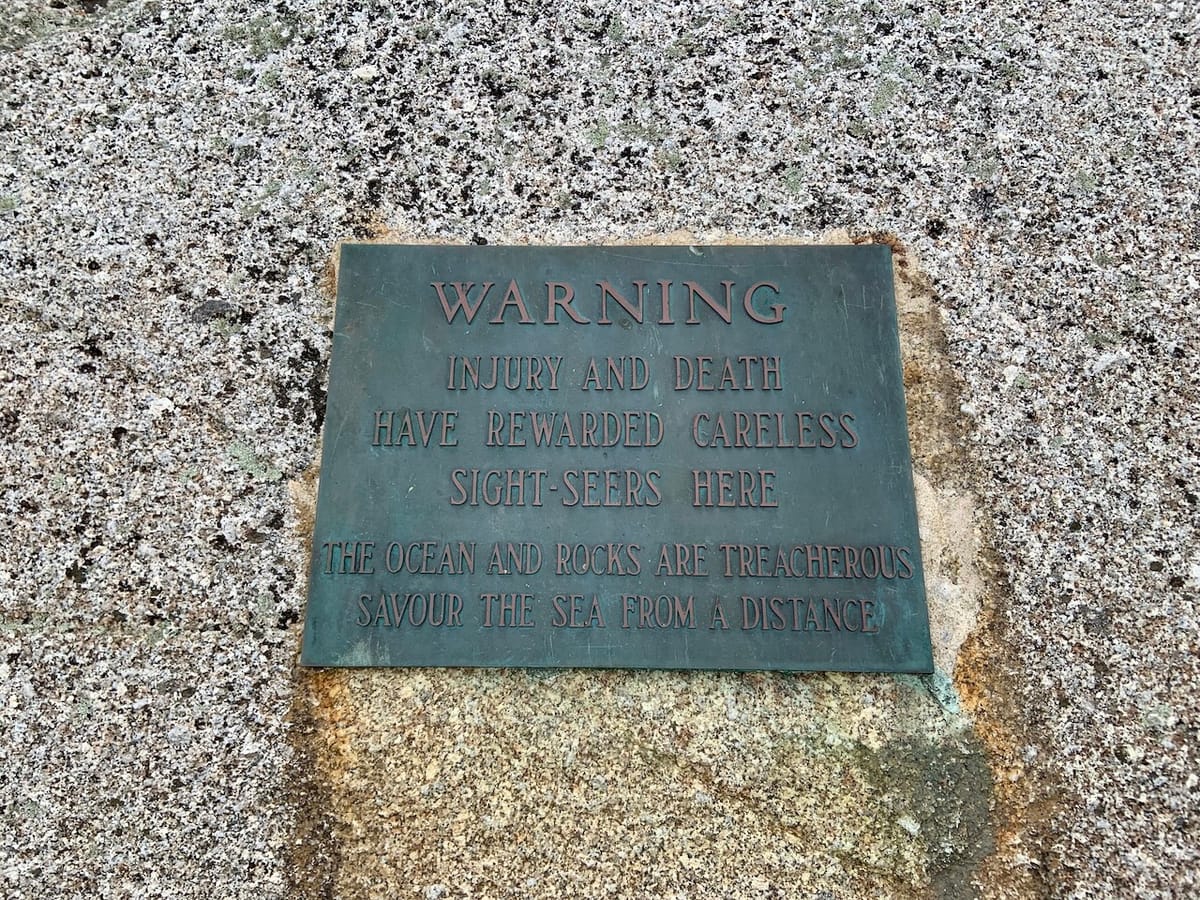 WARNING
INJURY AND DEATH
HAVE REWARDED CARELESS
SIGHT-SEERS HERE
THE OCEAN AND ROCKS ARE TREACHEROUS
SAVOUR THE SEA FROM A DISTANCE